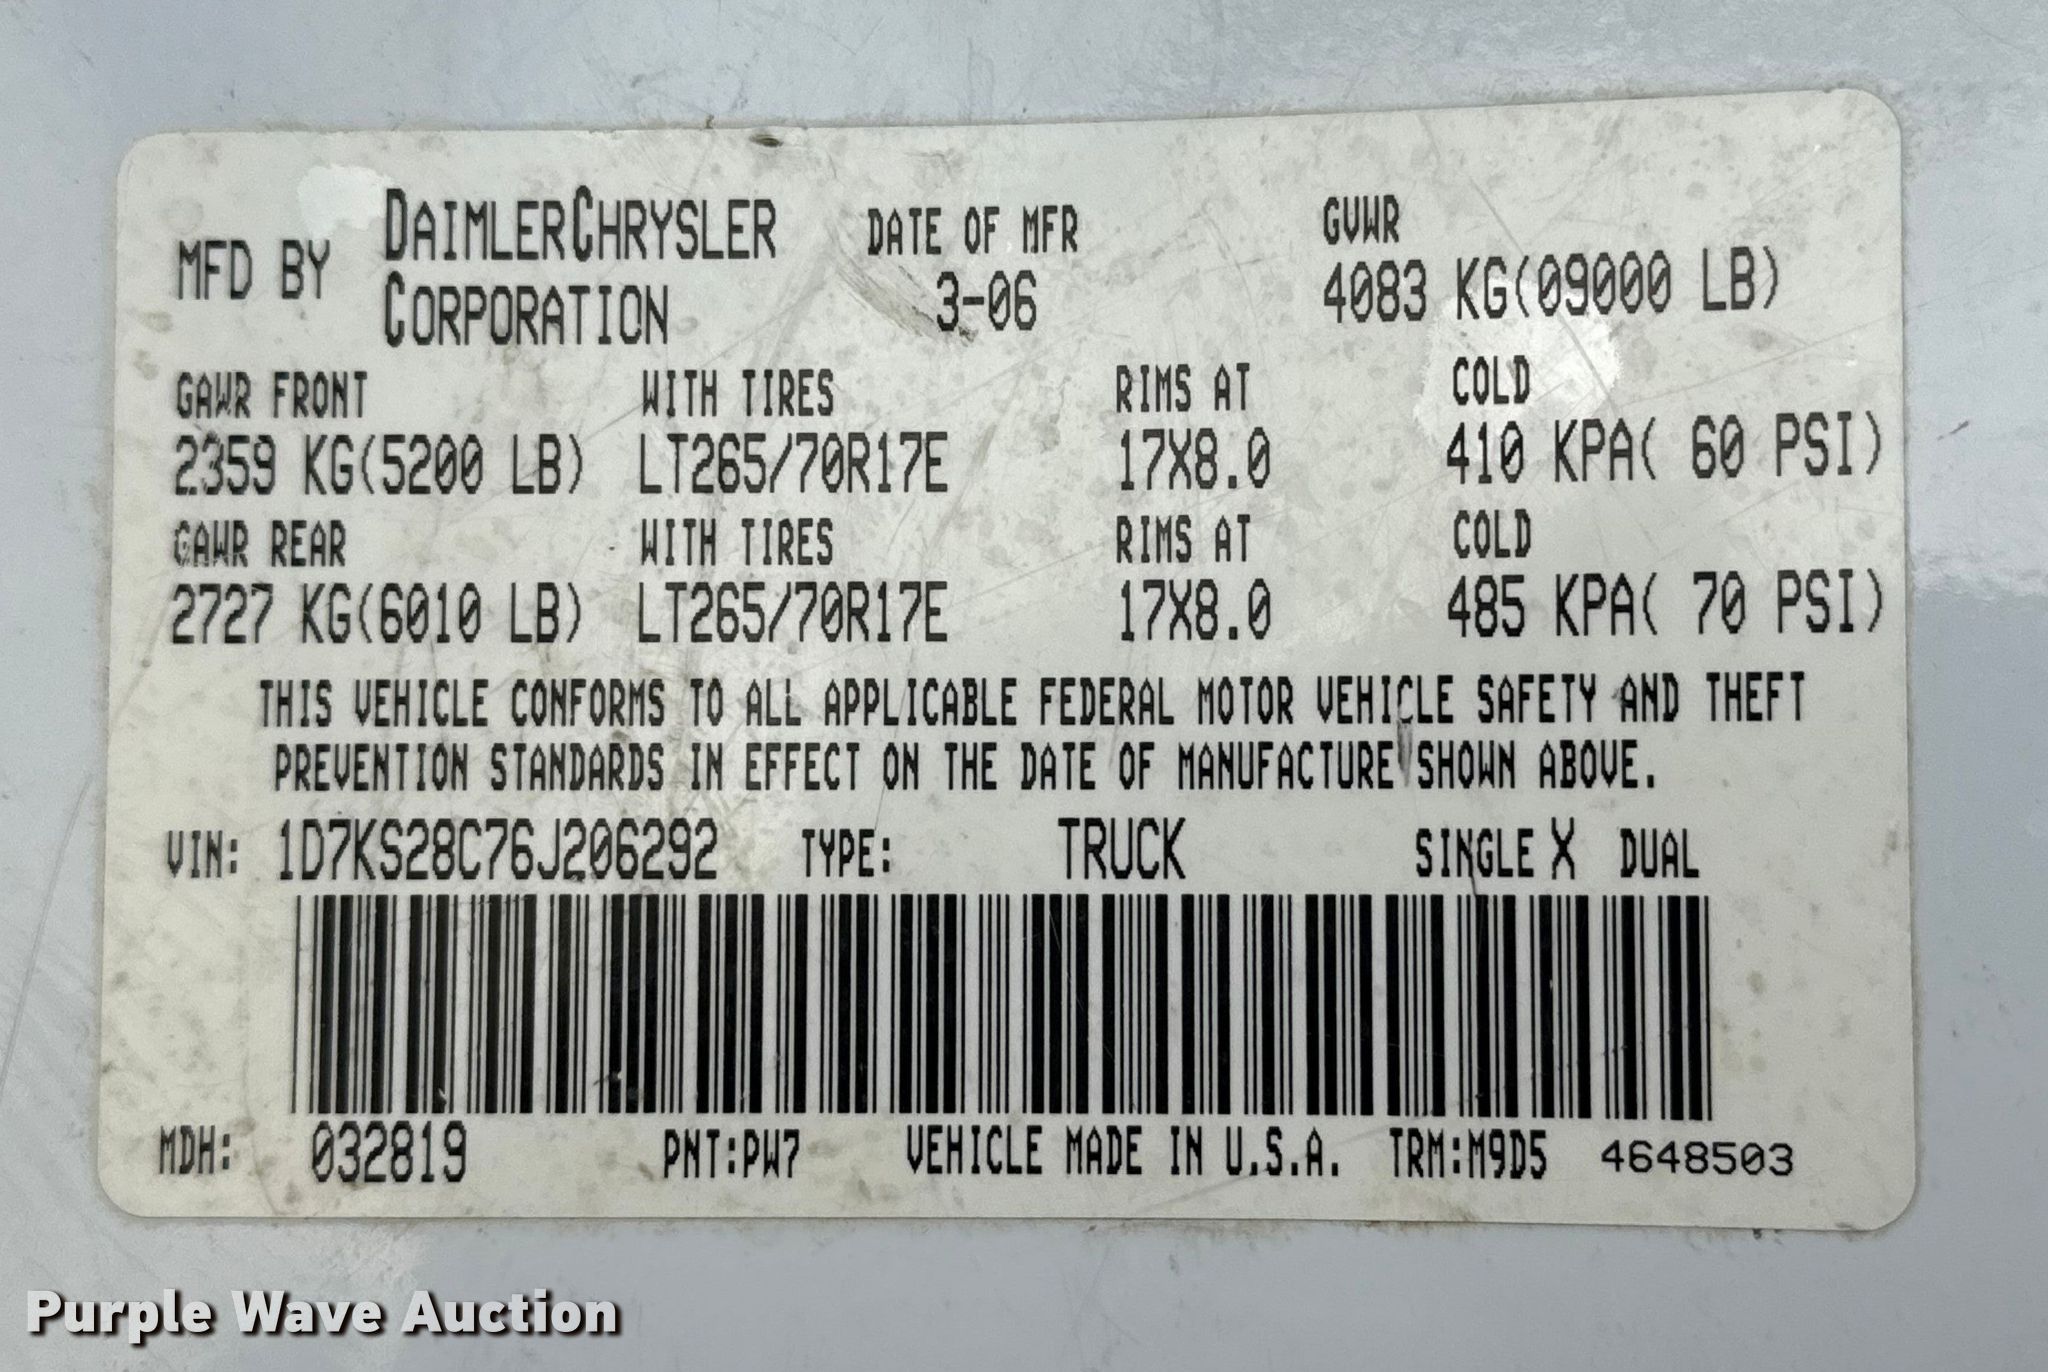 MFD BY DAIMLERCHRYSLER CORPORATION DATE OF MFR 3-06 GVWR 4083 KG(09000 LB)
GAWR FRONT WITH TIRES RIMS AT COLD
2359 KG(5200 LB) LT265/70R17E 17X8.0 410 KPA( 60 PSI)
GAWR REAR WITH TIRES RIMS AT COLD
2727 KG(6010 LB) LT265/70R17E 17X8.0 485 KPA( 70 PSI)
THIS VEHICLE CONFORMS TO ALL APPLICABLE FEDERAL MOTOR VEHICLE SAFETY AND THEFT
PREVENTION STANDARDS IN EFFECT ON THE DATE OF MANUFACTURE SHOWN ABOVE.
VIN: 1D7KS28C76J206292 TYPE: TRUCK SINGLE X DUAL
MDH: 032819 PNT:PW7 VEHICLE MADE IN U.S.A. TRM:M9D5 4648503
Purple Wave Auction